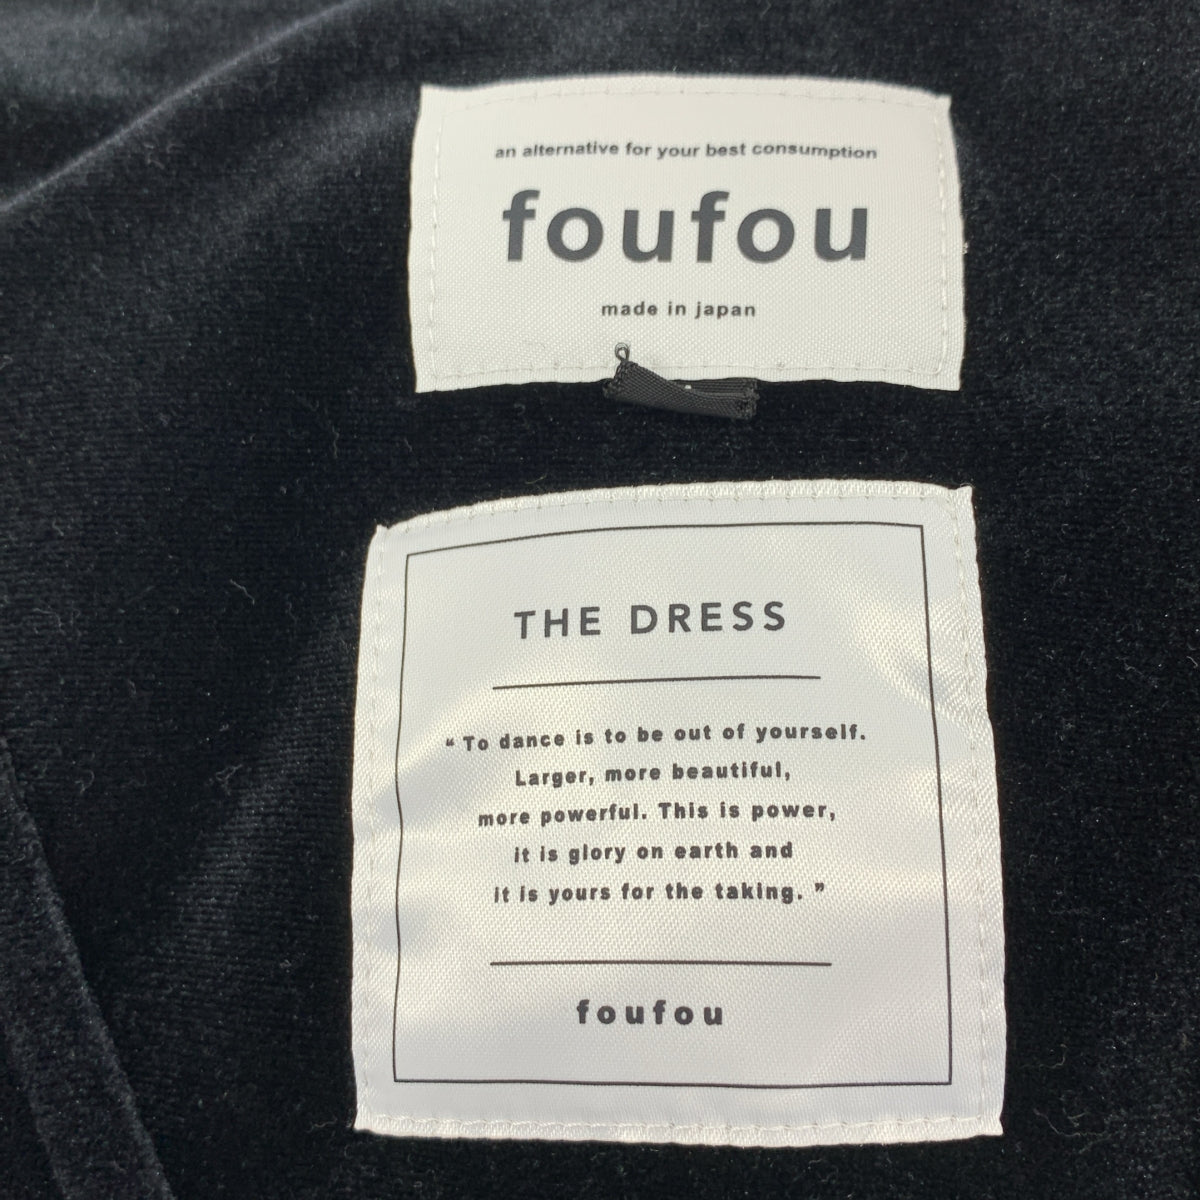 an alternative for your best consumption
foufou
made in japan
THE DRESS
“ To dance is to be out of yourself.
Larger, more beautiful,
more powerful. This is power,
it is glory on earth and
it is yours for the taking. ”
foufou